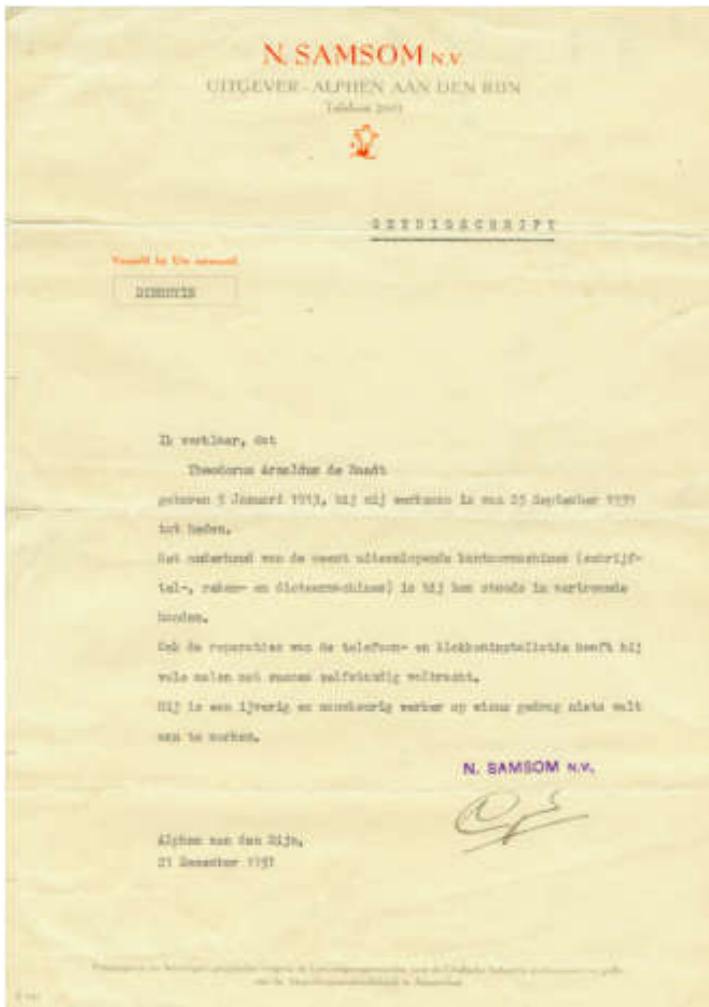 N. SAMSOM N.V.
UITGEVER - ALPHEN AAN DEN RIJN
Telefoon
GETUIGSCHRIFT
DIRECTIE
Ik verklaar, dat
Theodorus Arnoldus de
geboren 5 Januari 1913, bij mij werkzaam is van 25 September
tot heden.
Het onderhoud van de meest uiteenlopende kantoormachines (schrijf-
tel-, reken- en dicteermachines) is bij hem steeds in vertrouwde
handen.
Ook de reparaties van de telefoon- en klokkeninstallatie heeft hij
vele malen met succes zelfstandig volbracht.
Hij is een ijverig en nauwkeurig werker op wiens gedrag niets valt
aan te merken.
N. SAMSOM N.V.
Alphen aan den Rijn,
21 December